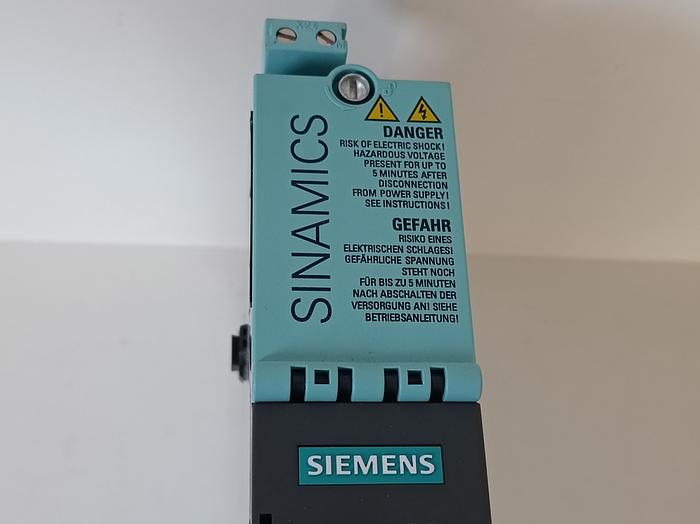 X24
SINAMICS
DANGER
RISK OF ELECTRIC SHOCK!
HAZARDOUS VOLTAGE
PRESENT FOR UP TO
5 MINUTES AFTER
DISCONNECTION
FROM POWER SUPPLY!
SEE INSTRUCTIONS!
GEFAHR
RISIKO EINES
ELEKTRISCHEN SCHLAGES!
GEFÄHRLICHE SPANNUNG
STEHT NOCH
FÜR BIS ZU 5 MINUTEN
NACH ABSCHALTEN DER
VERSORGUNG AN! SIEHE
BETRIEBSANLEITUNG!
SIEMENS